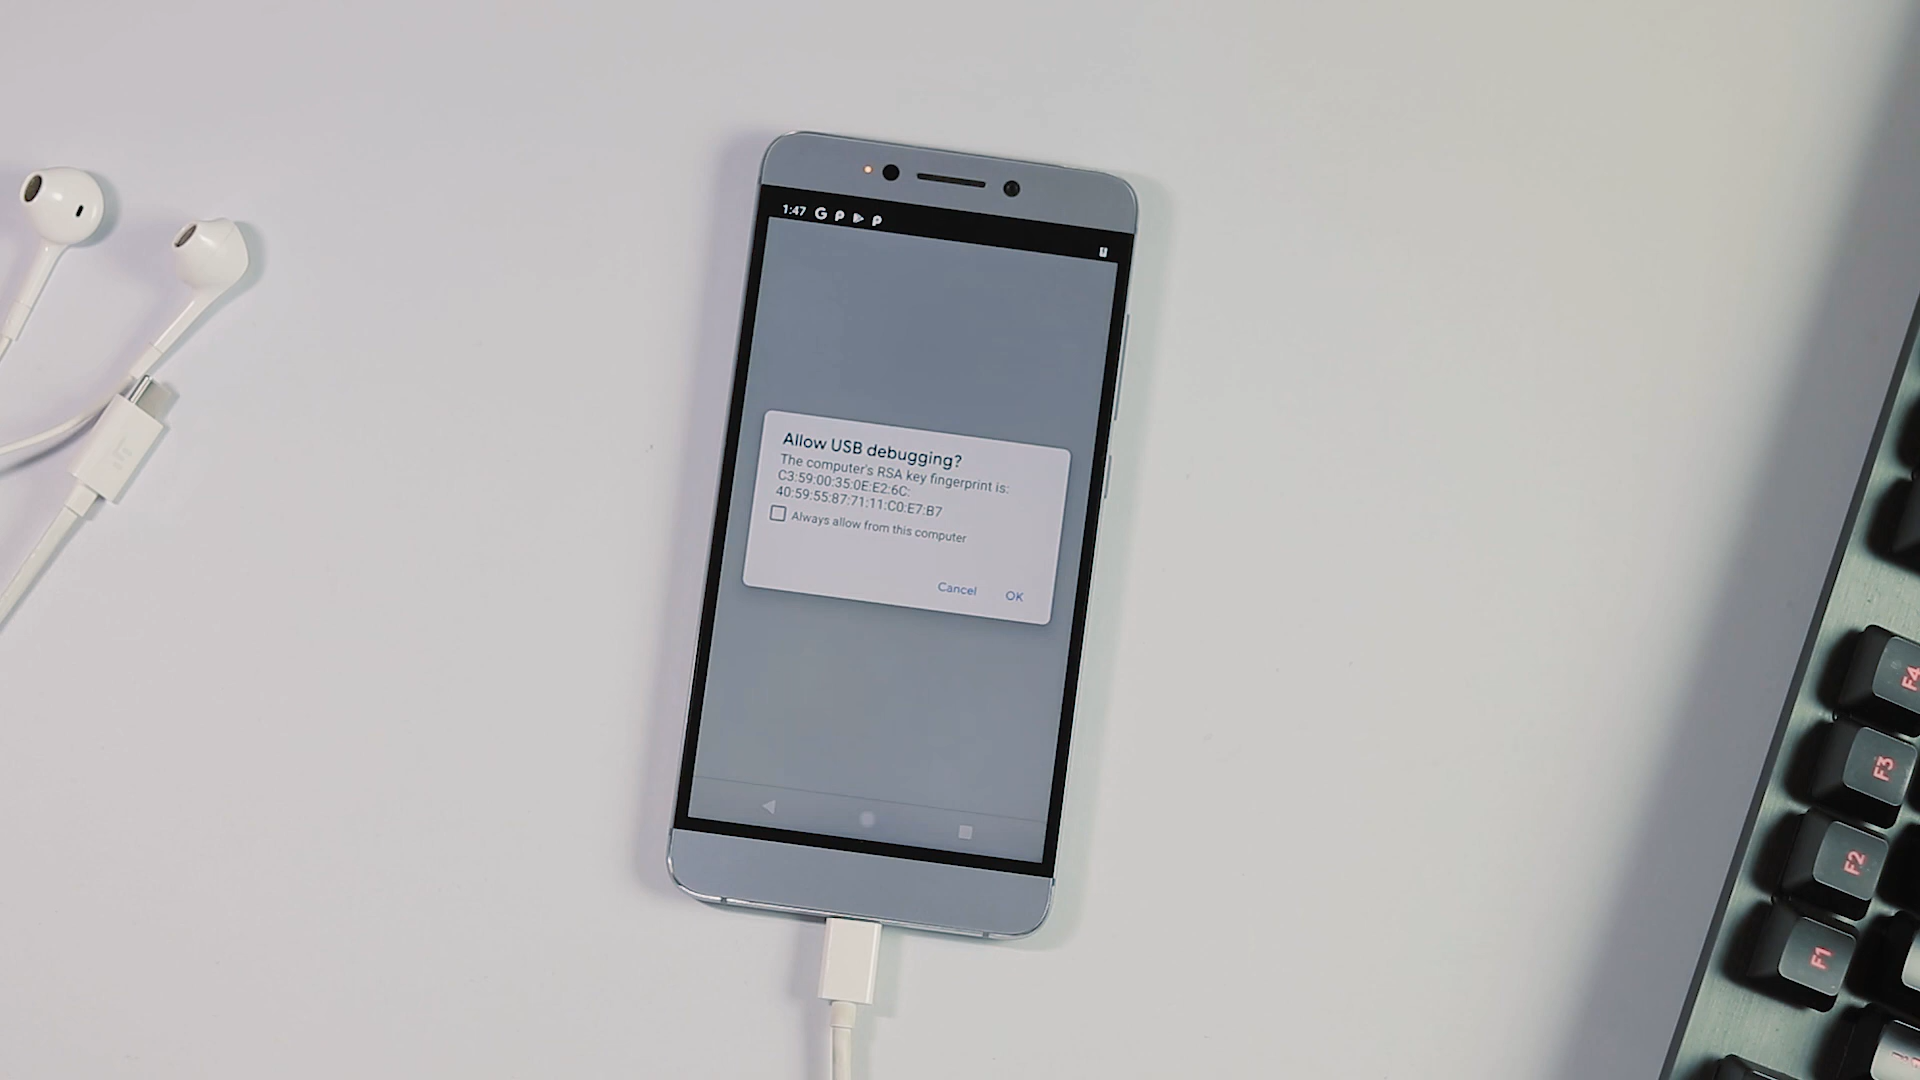 1:47
Allow USB debugging?
The computer's RSA key fingerprint is:
C3:59:00:35:0E:E2:6C:
40:59:55:87:71:11:C0:E7:B7
Always allow from this computer
Cancel OK
F4
F3
F2
F1